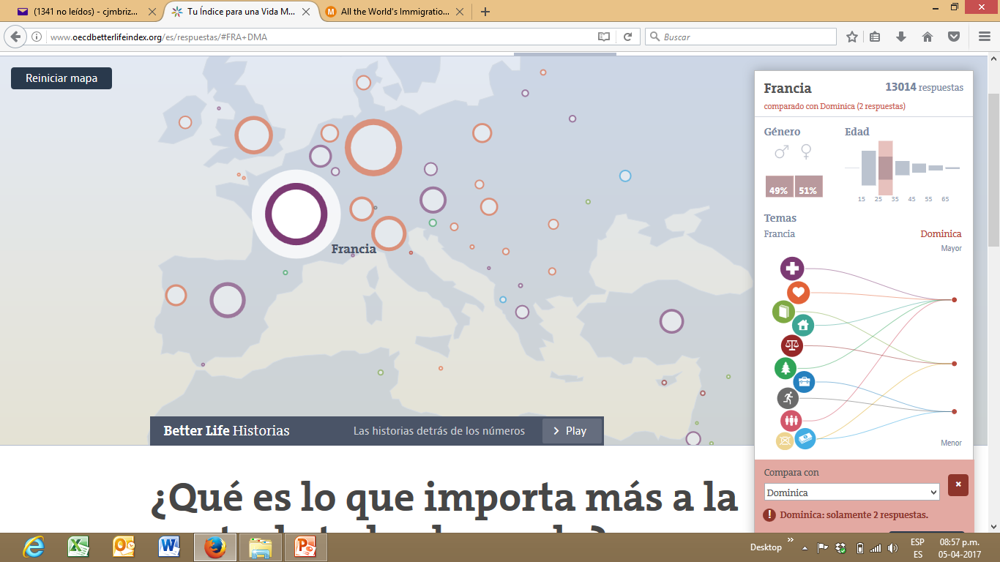 (1341 no leídos) - cjmbriz...
Tu Índice para una Vida M...
All the World's Immigratio...
www.oecdbetterlifeindex.org/es/respuestas/#FRA+DMA
Buscar
Reiniciar mapa
Francia
Francia
13014 respuestas
comparado con Dominica (2 respuestas)
Género
Edad
49%
51%
15 25 35 45 55 65
Temas
Francia
Dominica
Mayor
Menor
Better Life Historias
Las historias detrás de los números
Play
Compara con
Dominica
Dominica: solamente 2 respuestas.
¿Qué es lo que importa más a la
Desktop
ESP
ES
08:57 p.m.
05-04-2017